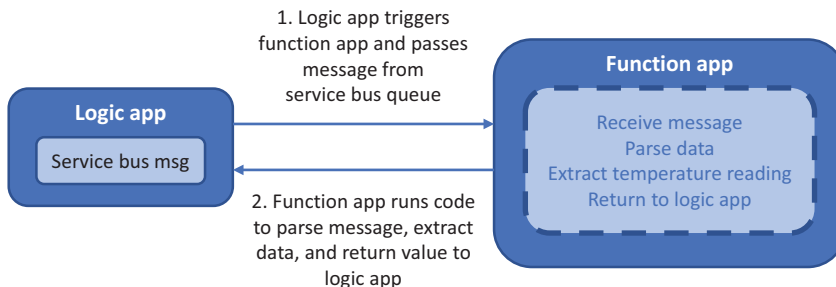 1. Logic app triggers
function app and passes
message from
service bus queue
Logic app
Service bus msg
Function app
Receive message
Parse data
Extract temperature reading
Return to logic app
2. Function app runs code
to parse message, extract
data, and return value to
logic app